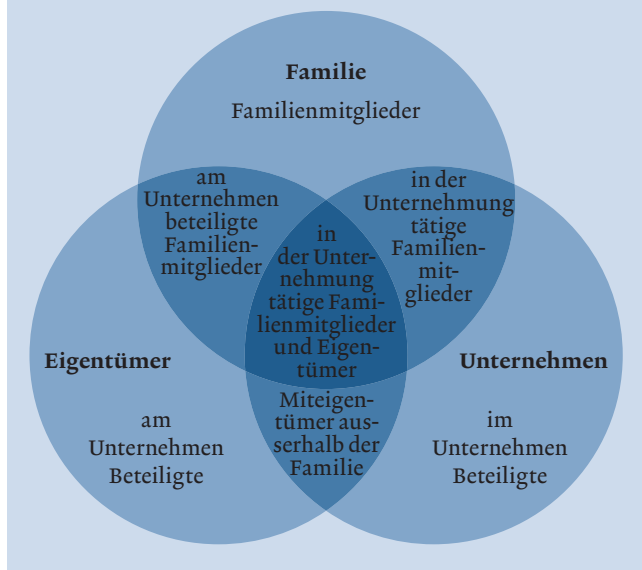 Familie
Familienmitglieder
am
Unternehmen
beteiligte
Familien-
mitglieder
in der
Unternehmung
tätige
Familien-
mit-
glieder
in
der Unter-
nehmung
tätige Fami-
lienmitglieder
und Eigen-
tümer
Eigentümer
Unternehmen
Miteigen-
tümer aus-
serhalb der
Familie
am
Unternehmen
Beteiligte
im
Unternehmen
Beteiligte